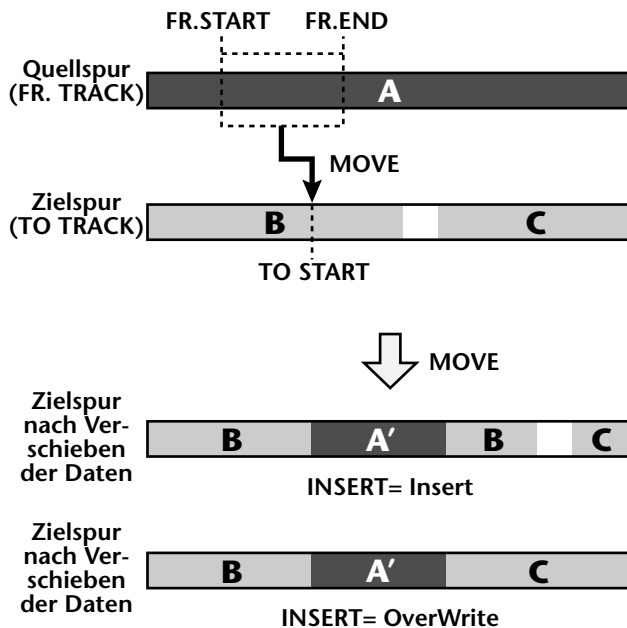 FR.START FR.END
Quellspur
(FR. TRACK)
A
MOVE
Zielspur
(TO TRACK)
B C
TO START
MOVE
Zielspur
nach Ver-
schieben
der Daten
B A′ B C
INSERT= Insert
Zielspur
nach Ver-
schieben
der Daten
B A′ C
INSERT= OverWrite